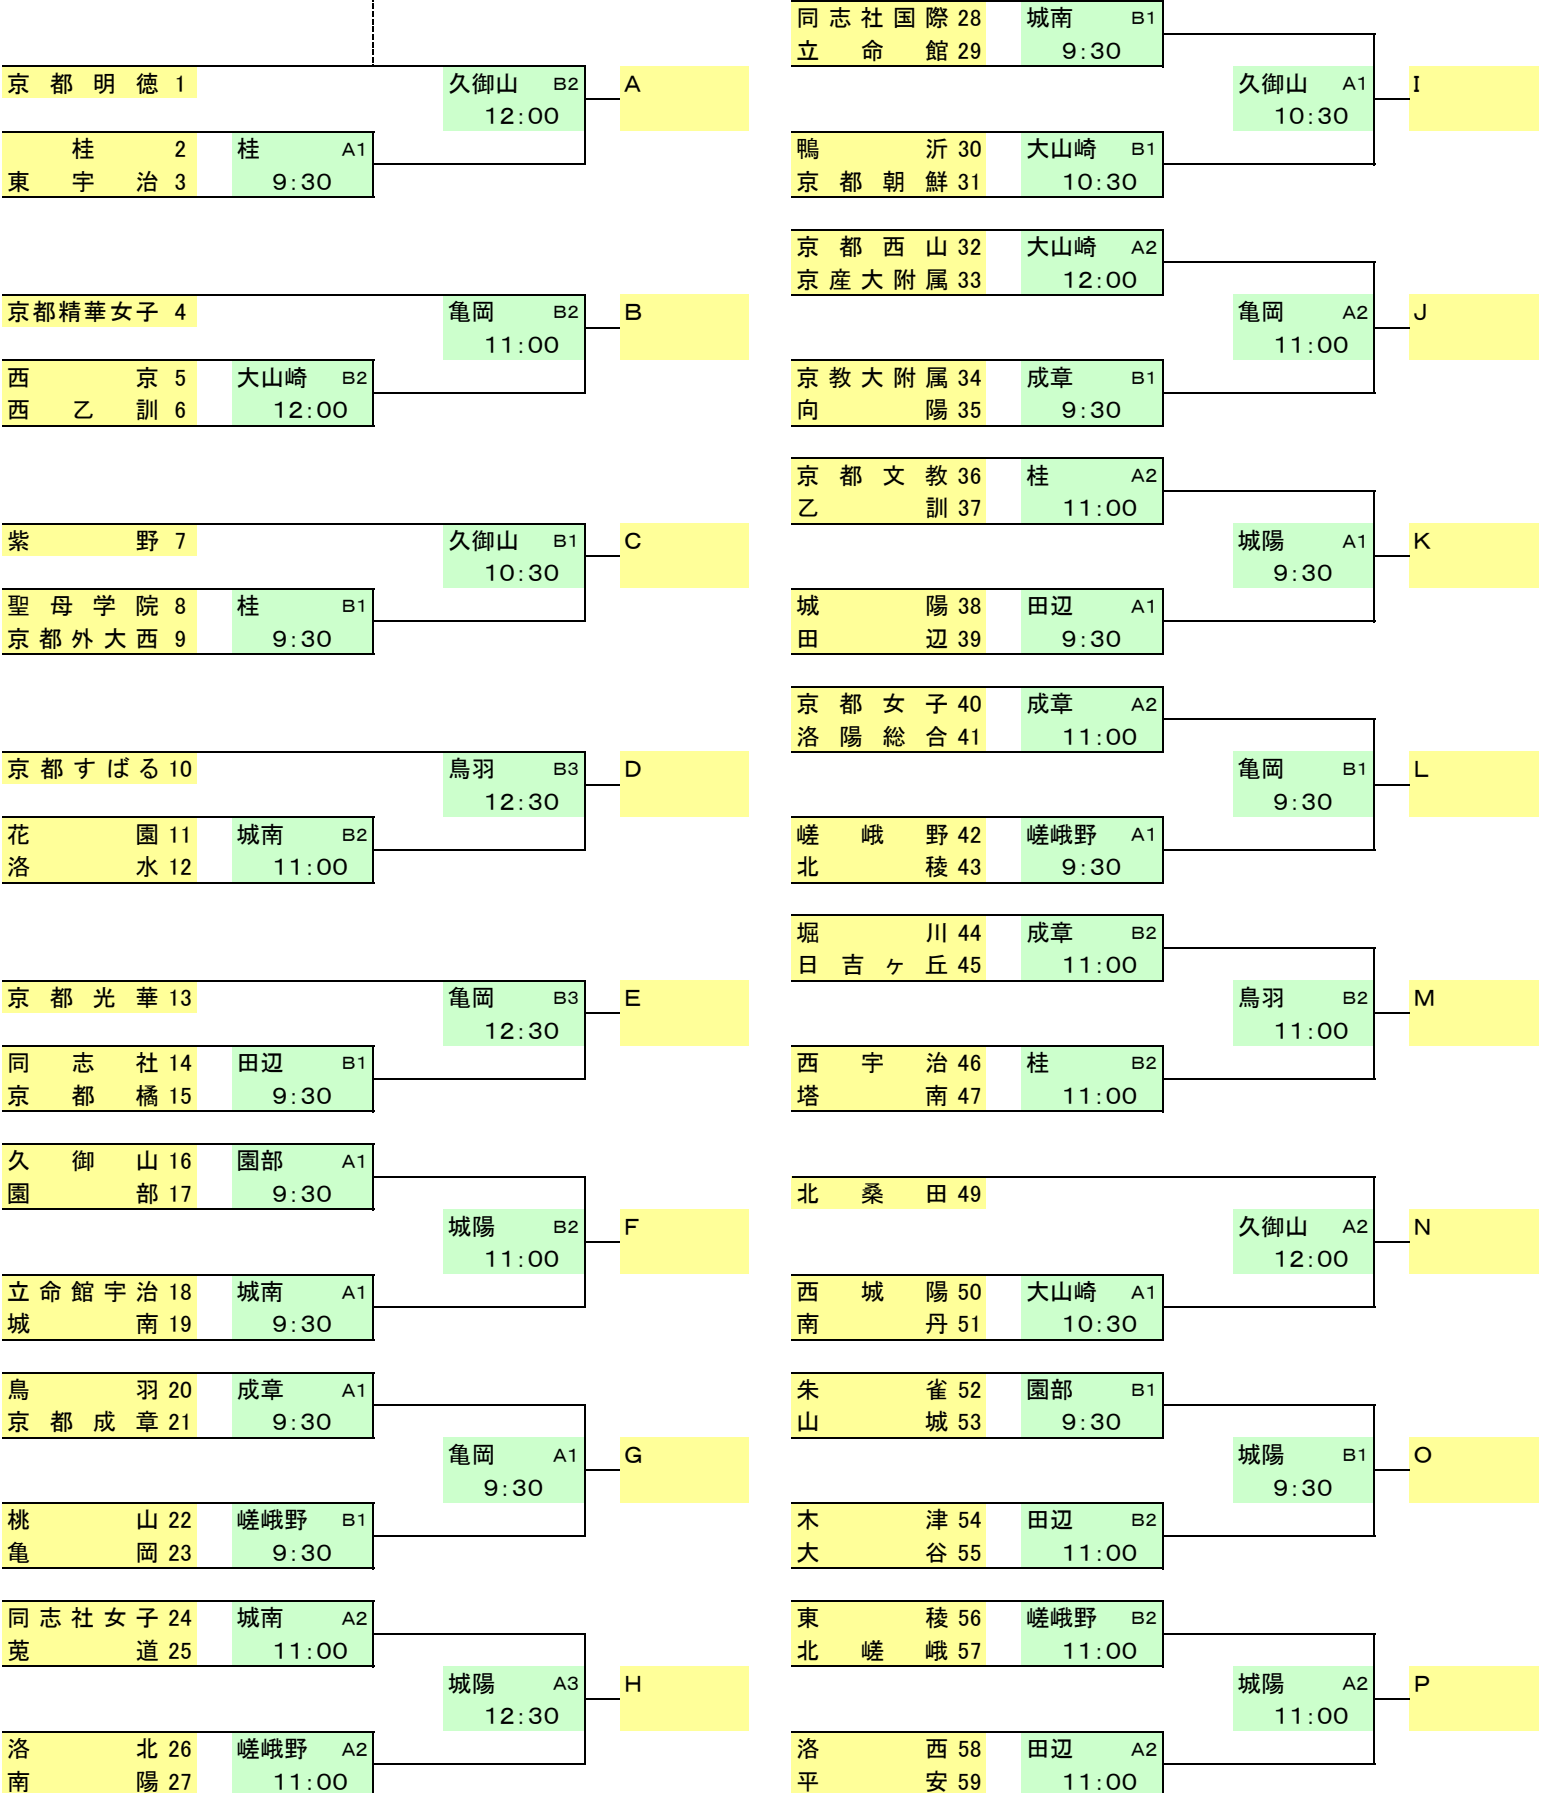 京都明徳 1
久御山 B2 A
12:00
桂 2 桂 A1
東宇治 3 9:30
京都精華女子 4
亀岡 B2 B
11:00
西京 5 大山崎 B2
西乙訓 6 12:00
紫野 7
久御山 B1 C
10:30
聖母学院 8 桂 B1
京都外大西 9 9:30
京都すばる 10
鳥羽 B3 D
12:30
花園 11 城南 B2
洛水 12 11:00
京都光華 13
亀岡 B3 E
12:30
同志社 14 田辺 B1
京都橘 15 9:30
久御山 16 園部 A1
園部 17 9:30
城陽 B2 F
11:00
立命館宇治 18 城南 A1
城南 19 9:30
鳥羽 20 成章 A1
京都成章 21 9:30
亀岡 A1 G
9:30
桃山 22 嵯峨野 B1
亀岡 23 9:30
同志社女子 24 城南 A2
莵道 25 11:00
城陽 A3 H
12:30
洛北 26 嵯峨野 A2
南陽 27 11:00
同志社国際 28 城南 B1
立命館 29 9:30
久御山 A1 I
10:30
鴨沂 30 大山崎 B1
京都朝鮮 31 10:30
京都西山 32 大山崎 A2
京産大附属 33 12:00
亀岡 A2 J
11:00
京教大附属 34 成章 B1
向陽 35 9:30
京都文教 36 桂 A2
乙訓 37 11:00
城陽 A1 K
9:30
城陽 38 田辺 A1
田辺 39 9:30
京都女子 40 成章 A2
洛陽総合 41 11:00
亀岡 B1 L
9:30
嵯峨野 42 嵯峨野 A1
北稜 43 9:30
堀川 44 成章 B2
日吉ヶ丘 45 11:00
鳥羽 B2 M
11:00
西宇治 46 桂 B2
塔南 47 11:00
北桑田 49
久御山 A2 N
12:00
西城陽 50 大山崎 A1
南丹 51 10:30
朱雀 52 園部 B1
山城 53 9:30
城陽 B1 O
9:30
木津 54 田辺 B2
大谷 55 11:00
東稜 56 嵯峨野 B2
北嵯峨 57 11:00
城陽 A2 P
11:00
洛西 58 田辺 A2
平安 59 11:00